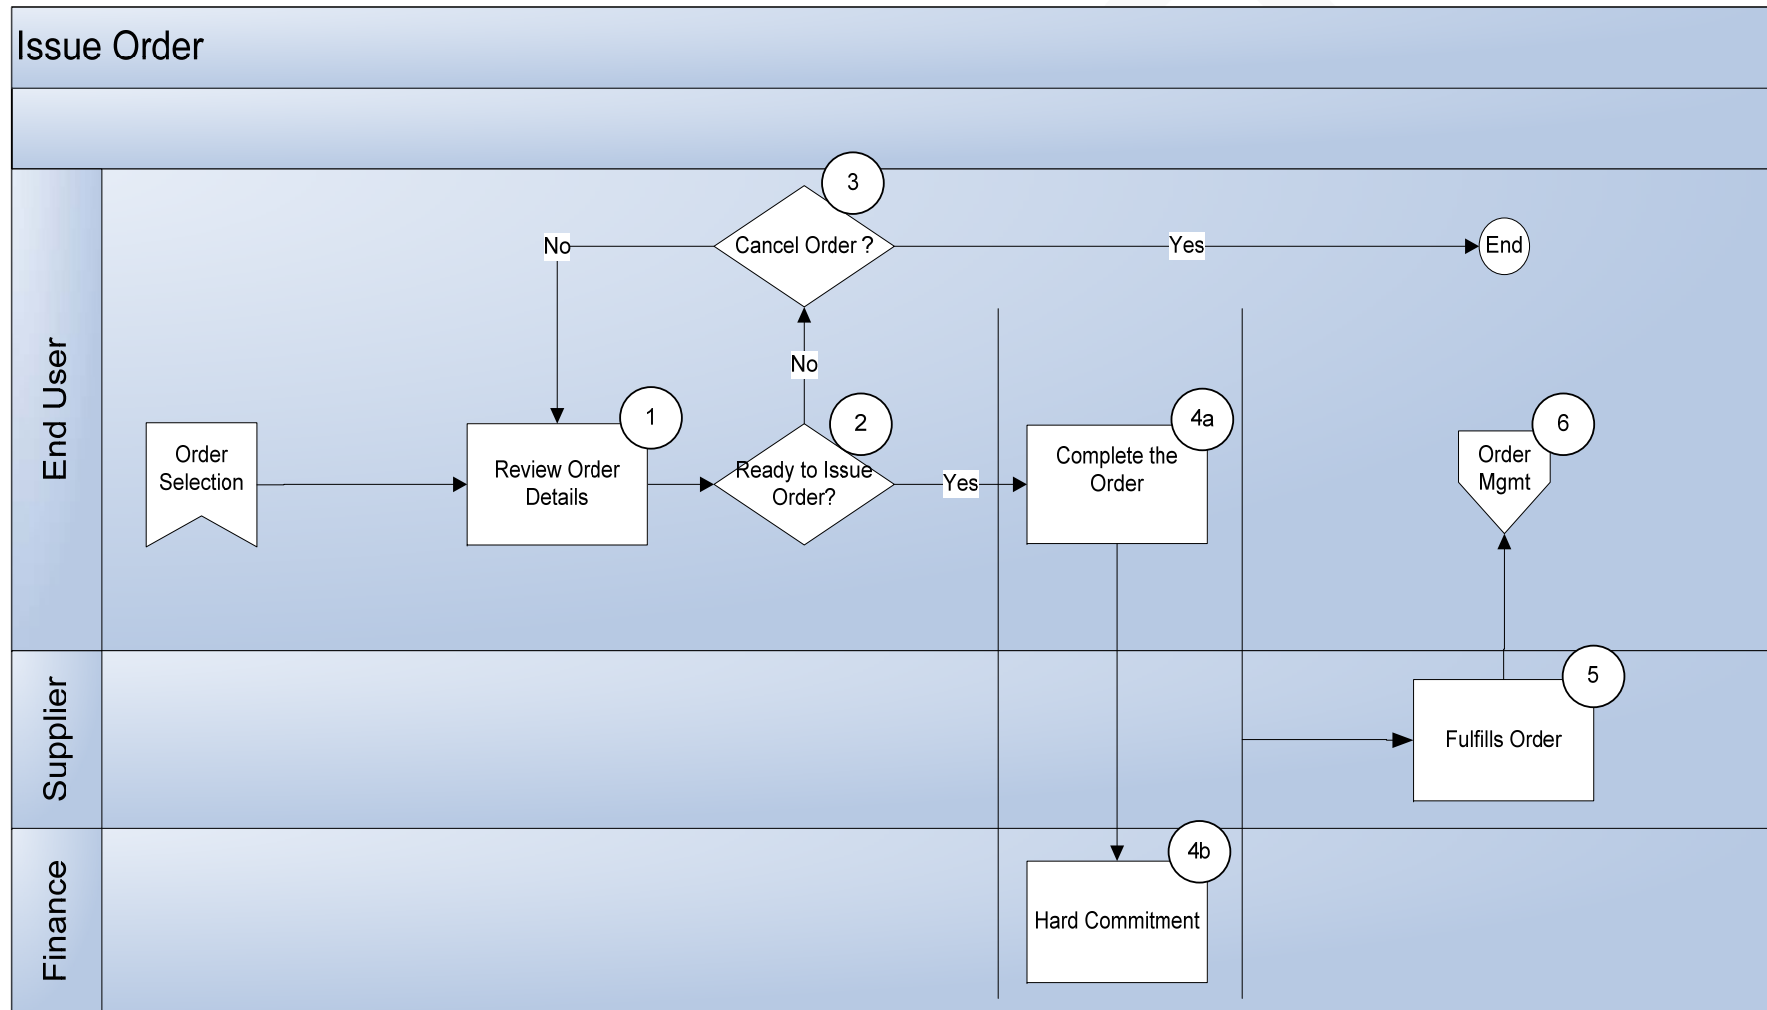 Issue Order
3
Cancel Order ?
No
Yes
End
No
End User
Order
Selection
1
Review Order
Details
2
Ready to Issue
Order?
Yes
4a
Complete the
Order
6
Order
Mgmt
Supplier
5
Fulfills Order
Finance
4b
Hard Commitment